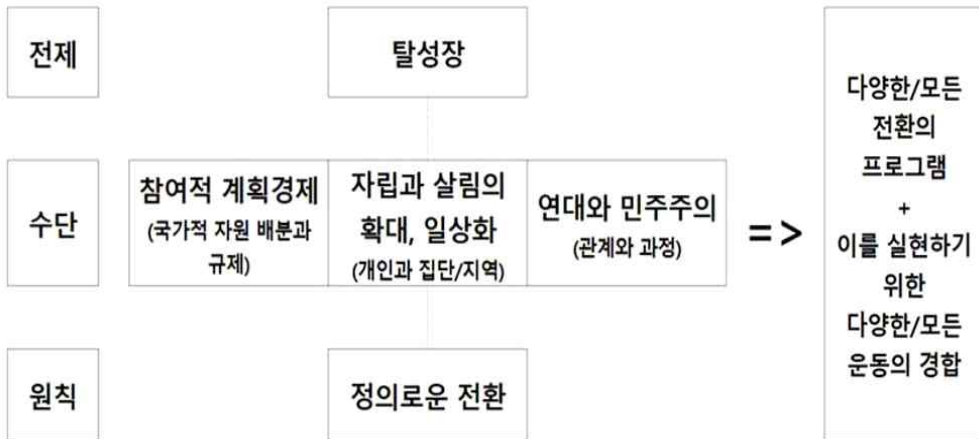 전제
탈성장
수단
참여적 계획경제
(국가적 자원 배분과
규제)
자립과 살림의
확대, 일상화
(개인과 집단/지역)
연대와 민주주의
(관계와 과정)
=>
원칙
정의로운 전환
다양한/모든
전환의
프로그램
+
이를 실현하기
위한
다양한/모든
운동의 경합